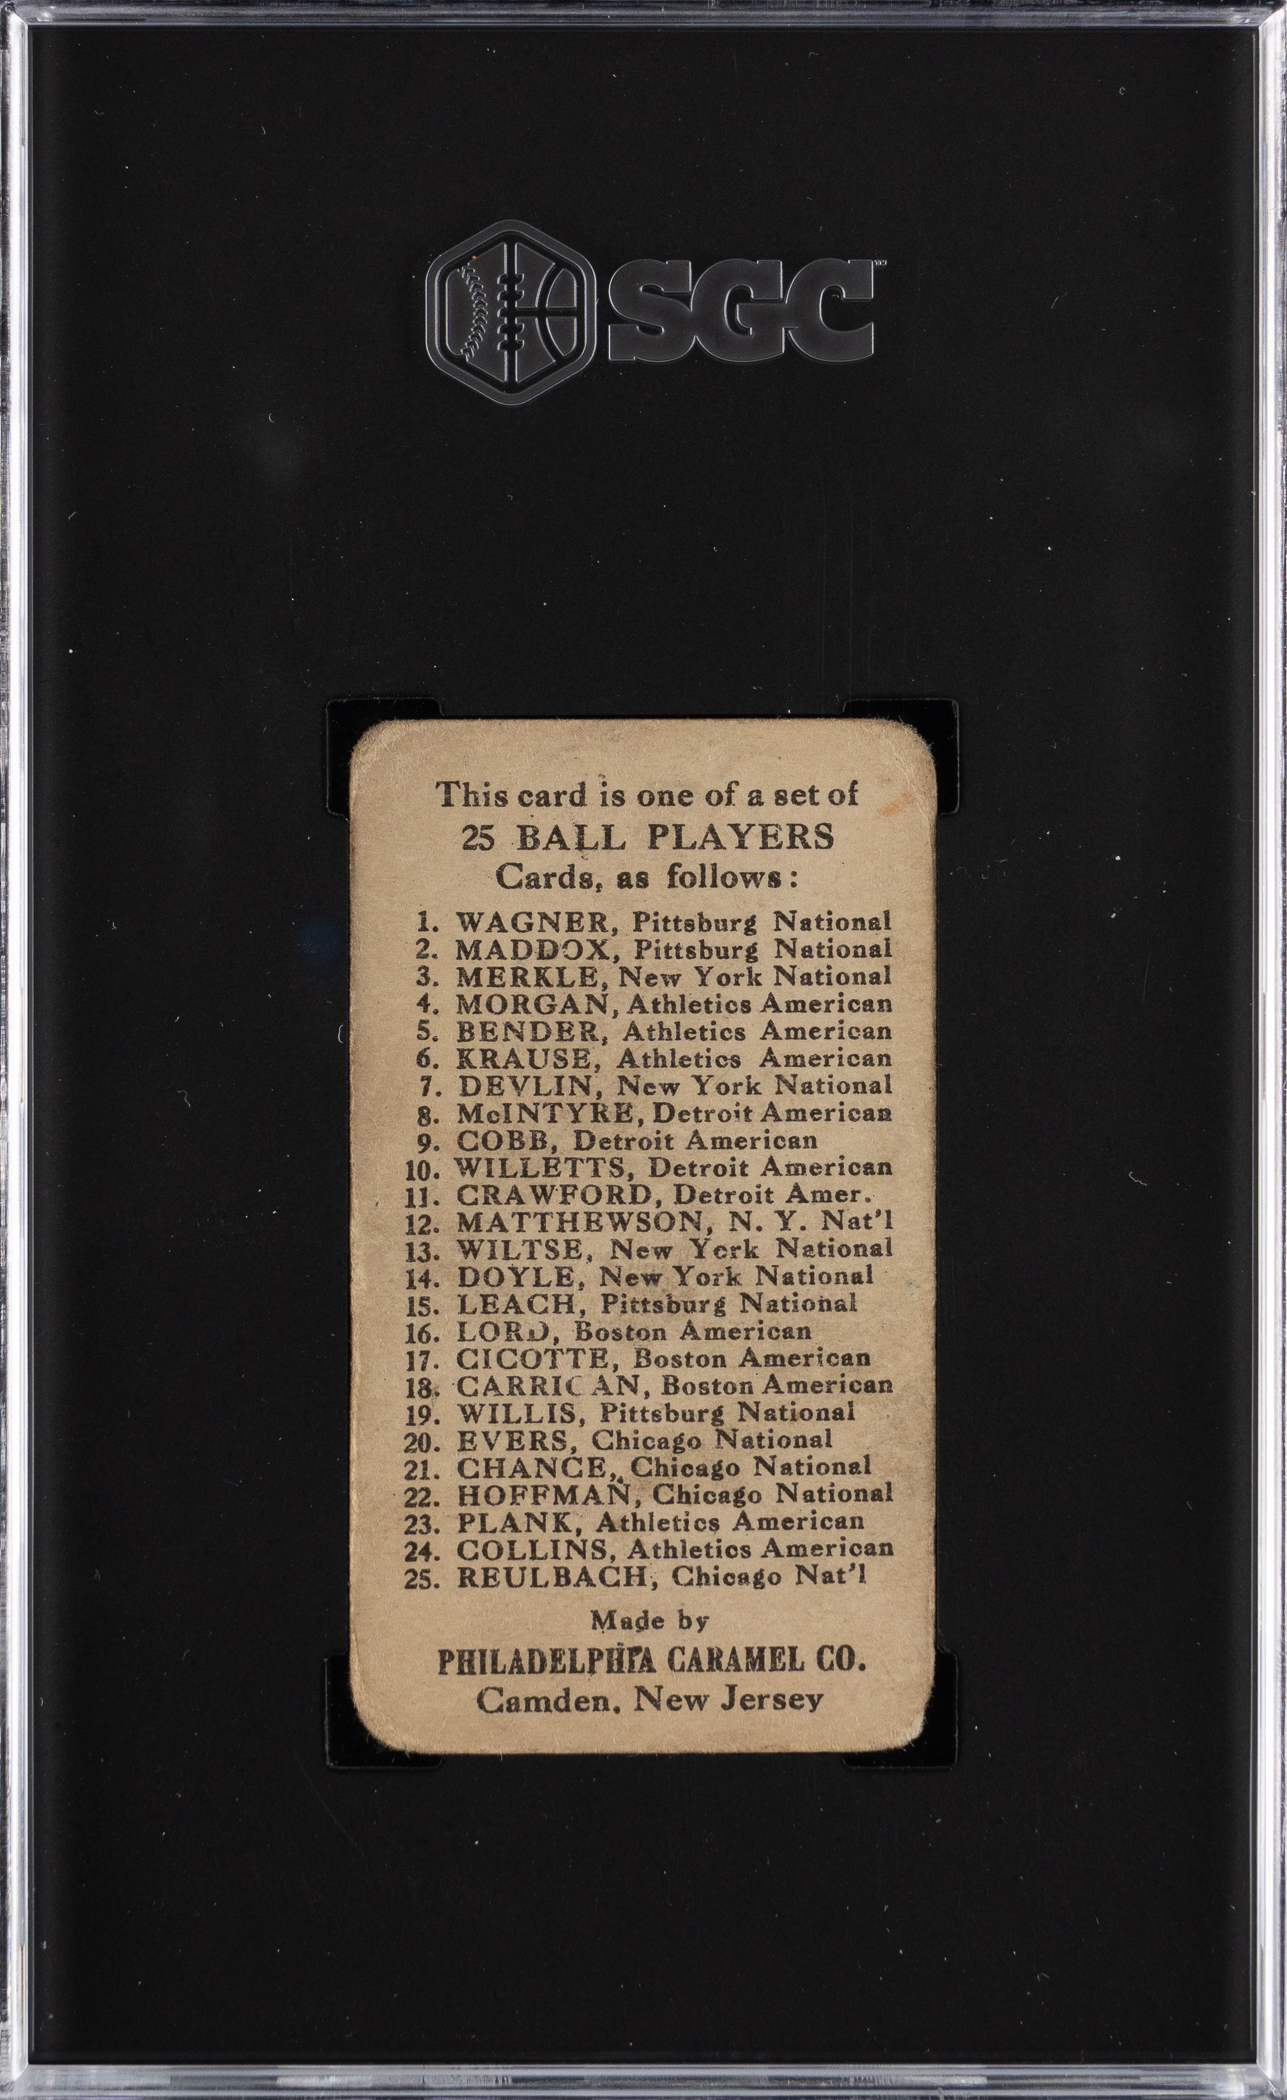 SGC
This card is one of a set of
25 BALL PLAYERS
Cards, as follows:
1. WAGNER, Pittsburg National
2. MADDOX, Pittsburg National
3. MERKLE, New York National
4. MORGAN, Athletics American
5. BENDER, Athletics American
6. KRAUSE, Athletics American
7. DEVLIN, New York National
8. McINTYRE, Detroit American
9. COBB, Detroit American
10. WILLETTS, Detroit American
11. CRAWFORD, Detroit Amer.
12. MATTHEWSON, N. Y. Nat'l
13. WILTSE, New York National
14. DOYLE, New York National
15. LEACH, Pittsburg National
16. LORD, Boston American
17. CICOTTE, Boston American
18. CARRIGAN, Boston American
19. WILLIS, Pittsburg National
20. EVERS, Chicago National
21. CHANCE, Chicago National
22. HOFFMAN, Chicago National
23. PLANK, Athletics American
24. COLLINS, Athletics American
25. REULBACH, Chicago Nat'l
Made by
PHILADELPHIA CARAMEL CO.
Camden, New Jersey